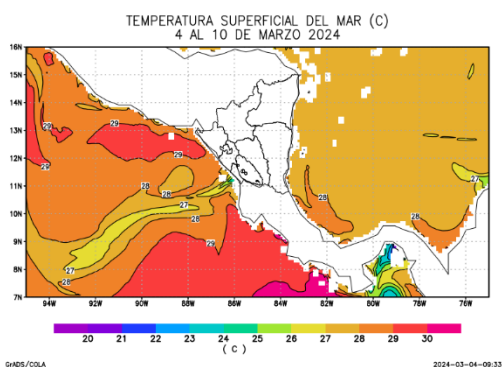 TEMPERATURA SUPERFICIAL DEL MAR (C)
4 AL 10 DE MARZO 2024
16N
15N
14N
13N
12N
11N
10N
9N
8N
7N
29
29
29
29
28
28
27
28
29
27
28
28
28
27
94W 92W 90W 88W 86W 84W 82W 80W 78W 76W
20 21 22 23 24 25 26 27 28 29 30
(C)
GrADS/COLA
2024-03-04-09:33